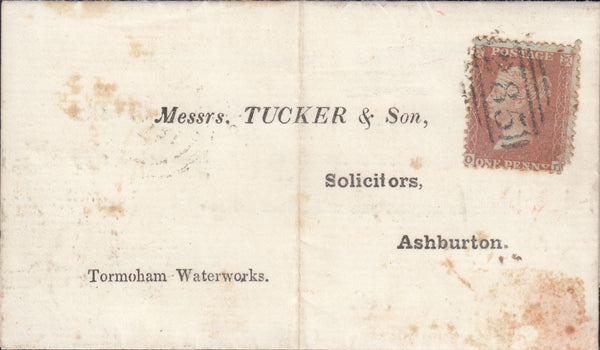 POSTAGE
ONE PENNY
Messrs. TUCKER & Son,
Solicitors,
Ashburton.
Tormoham Waterworks.